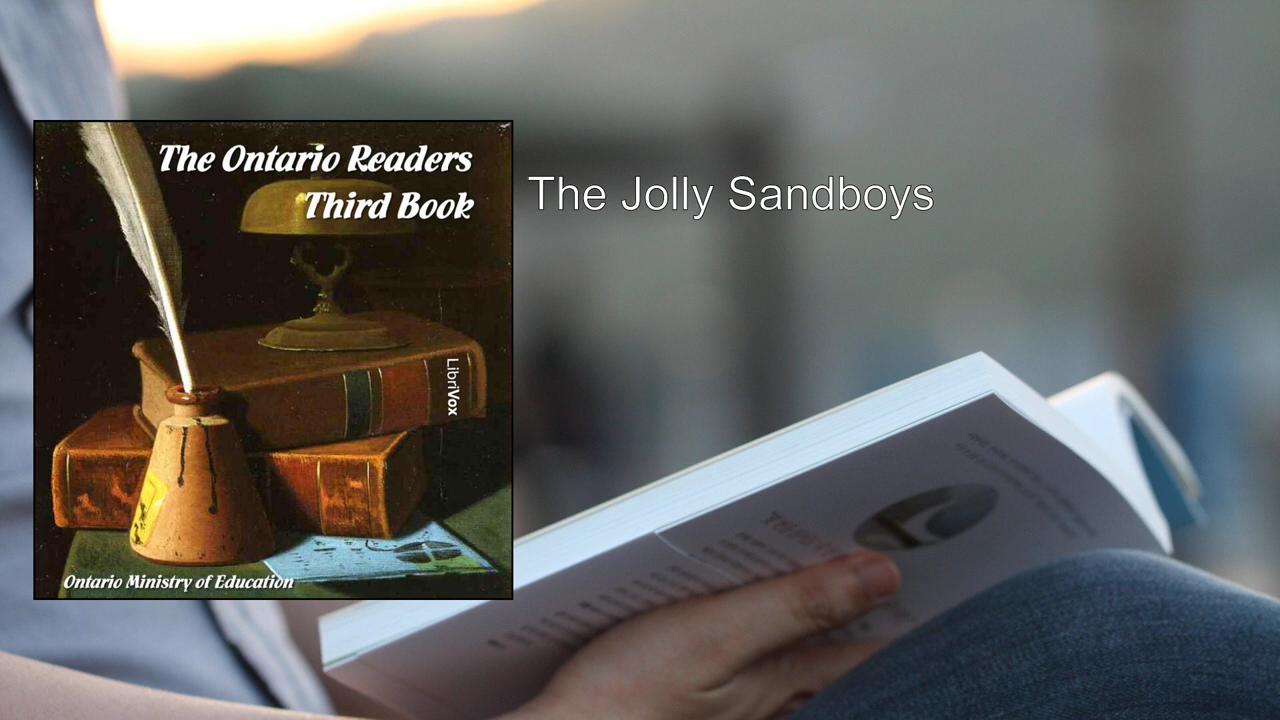 The Ontario Readers
Third Book
LibriVox
Ontario Ministry of Education
The Jolly Sandboys